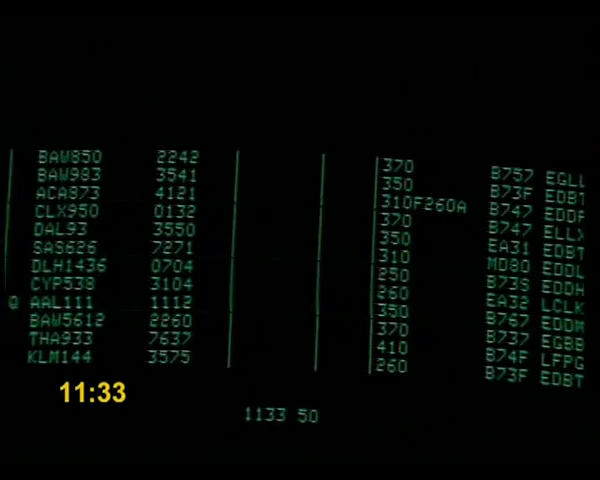 BAW850 2242 370 B757 EGLL
BAW983 3541 350 B73F EDBT
ACA873 4121 310F260A B747 EDDF
CLX950 0132 370 B747 ELLX
DAL93 3550 350 EA31 EDBT
SAS626 7271 310 MD80 EDDL
DLH1436 0704 250 B73S EDDH
CYP538 3104 260 EA32 LCLK
Q AAL111 1112 350 B767 EDDM
BAW5612 2260 370 B737 EGBB
THA933 7637 410 B74F LFPG
KLM144 3575 260 B73F EDBT
11:33
1133 50